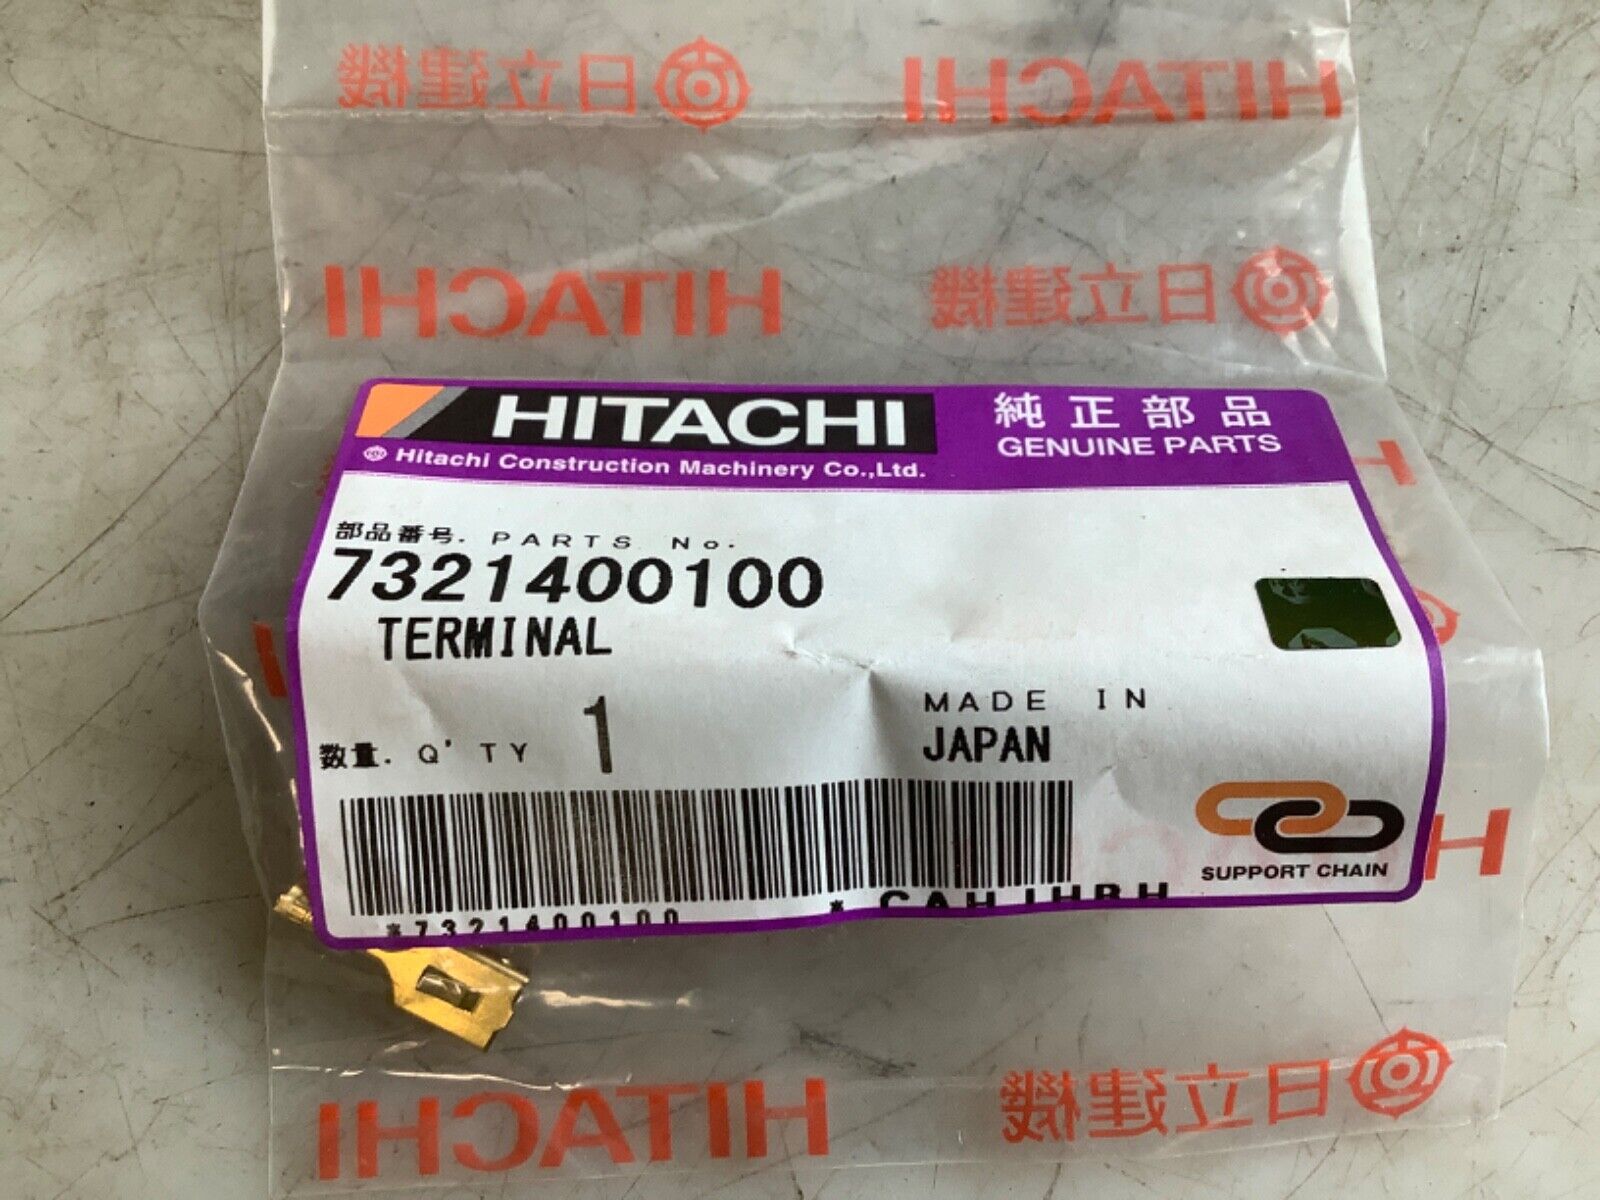 日立建機 HITACHI
HITACHI 日立建機
HITACHI 純正部品
Hitachi Construction Machinery Co.,Ltd. GENUINE PARTS
部品番号. PARTS No.
7321400100
TERMINAL
MADE IN
数量. Q'TY 1 JAPAN
SUPPORT CHAIN
*7321400100 *
HITACHI 日立建機